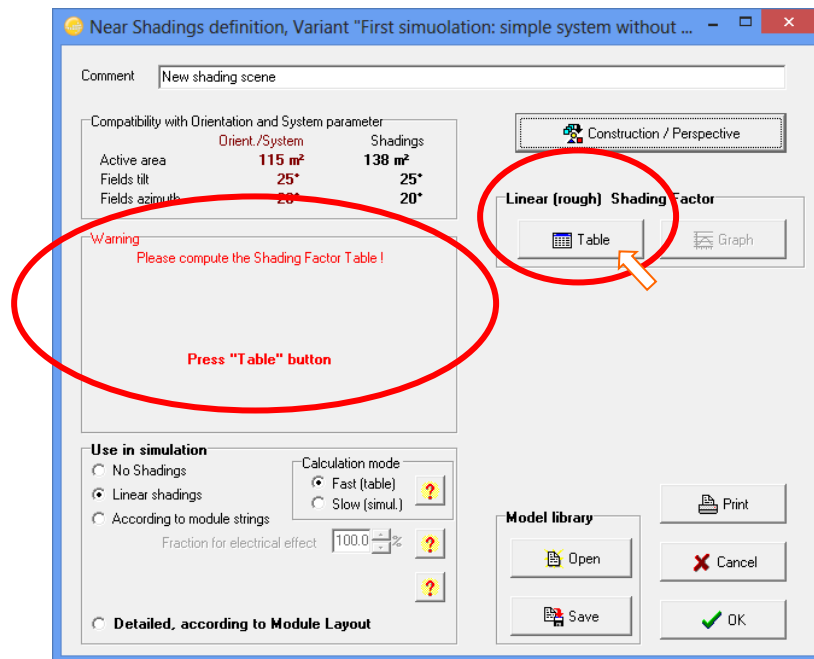 Near Shadings definition, Variant "First simuolation: simple system without ...
Comment New shading scene
Compatibility with Orientation and System parameter
Orient./System Shadings
Active area 115 m² 138 m²
Fields tilt 25° 25°
Fields azimuth 20° 20°
Construction / Perspective
Linear (rough) Shading Factor
Table Graph
Warning
Please compute the Shading Factor Table !
Press "Table" button
Use in simulation
No Shadings
Linear shadings
According to module strings
Fraction for electrical effect 100.0 %
Calculation mode
Fast (table)
Slow (simul.)
?
?
?
Detailed, according to Module Layout
Model library
Open
Save
Print
Cancel
OK